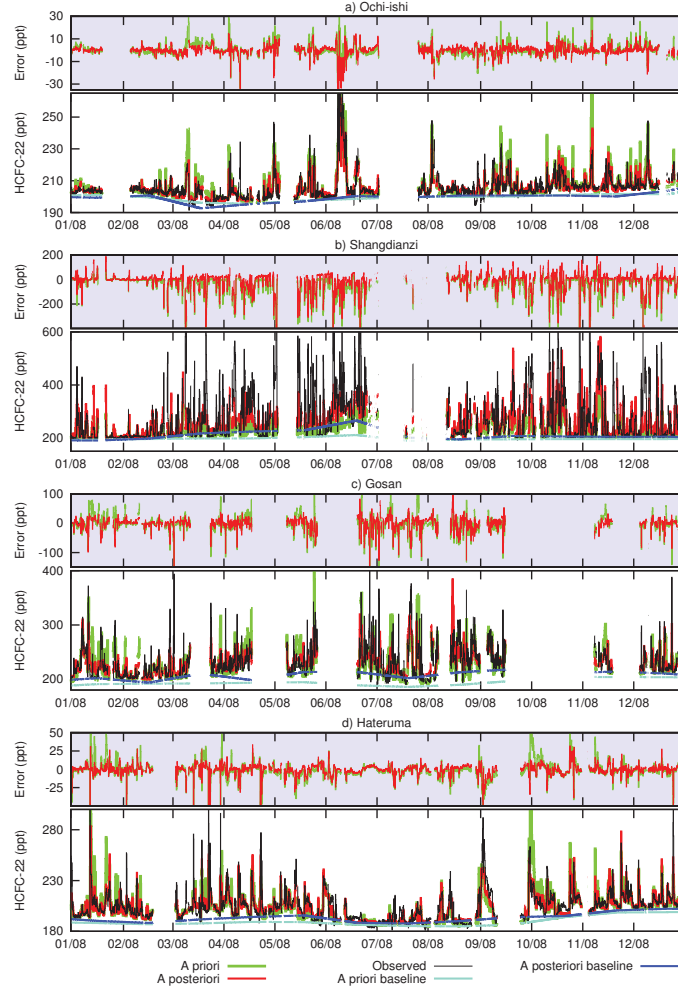 a) Ochi-ishi
Error (ppt)
30
10
-10
-30
HCFC-22 (ppt)
250
230
210
190
01/08 02/08 03/08 04/08 05/08 06/08 07/08 08/08 09/08 10/08 11/08 12/08
b) Shangdianzi
Error (ppt)
200
0
-200
HCFC-22 (ppt)
600
400
200
01/08 02/08 03/08 04/08 05/08 06/08 07/08 08/08 09/08 10/08 11/08 12/08
c) Gosan
Error (ppt)
100
0
-100
HCFC-22 (ppt)
400
300
200
01/08 02/08 03/08 04/08 05/08 06/08 07/08 08/08 09/08 10/08 11/08 12/08
d) Hateruma
Error (ppt)
50
25
0
-25
HCFC-22 (ppt)
280
230
180
01/08 02/08 03/08 04/08 05/08 06/08 07/08 08/08 09/08 10/08 11/08 12/08
A priori Observed A posteriori baseline
A posteriori A priori baseline